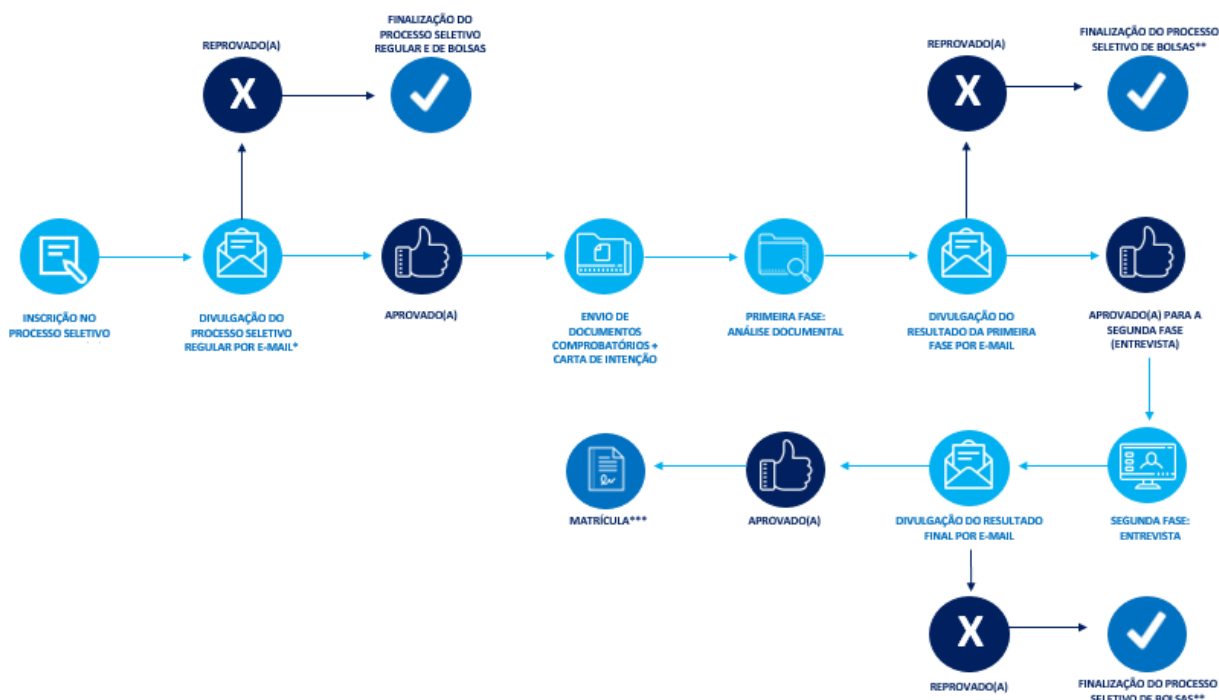 FINALIZAÇÃO DO
PROCESSO SELETIVO
REGULAR E DE BOLSAS
REPROVADO(A)
X
REPROVADO(A)
X
FINALIZAÇÃO DO PROCESSO
SELETIVO DE BOLSAS**
INSCRIÇÃO NO
PROCESSO SELETIVO
DIVULGAÇÃO DO
PROCESSO SELETIVO
REGULAR POR E-MAIL*
APROVADO(A)
ENVIO DE
DOCUMENTOS
COMPROBATÓRIOS +
CARTA DE INTENÇÃO
PRIMEIRA FASE:
ANÁLISE DOCUMENTAL
DIVULGAÇÃO DO
RESULTADO DA PRIMEIRA
FASE POR E-MAIL
APROVADO(A) PARA A
SEGUNDA FASE
(ENTREVISTA)
MATRÍCULA***
APROVADO(A)
DIVULGAÇÃO DO RESULTADO
FINAL POR E-MAIL
SEGUNDA FASE:
ENTREVISTA
X
REPROVADO(A)
FINALIZAÇÃO DO PROCESSO
SELETIVO DE BOLSAS**